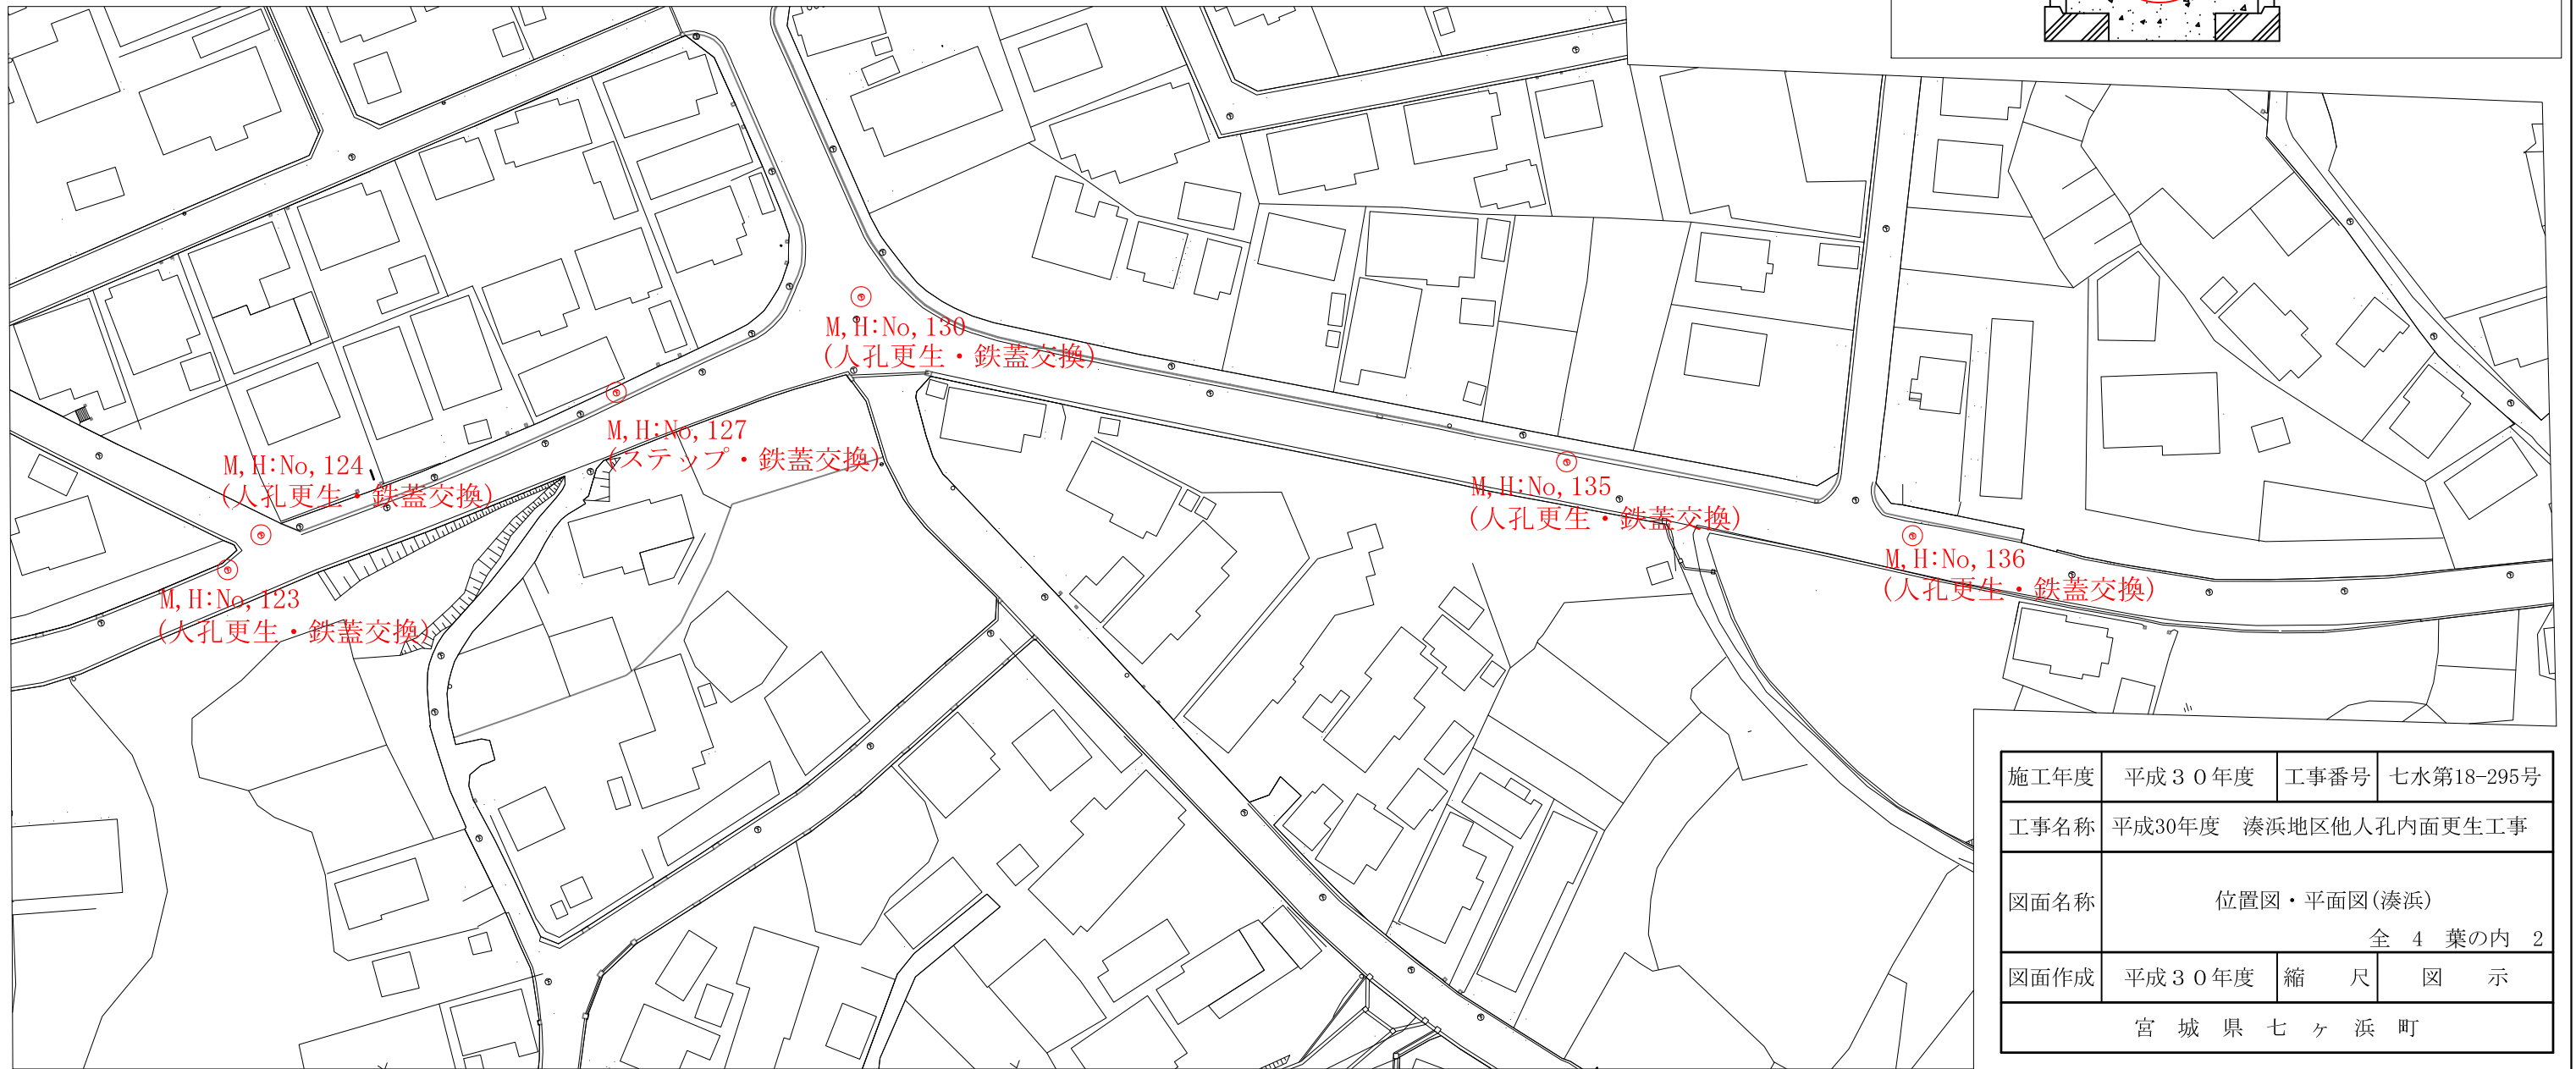 M,H:No,130
(人孔更生・鉄蓋交換)
M,H:No,127
(ステップ・鉄蓋交換)
M,H:No,124
(人孔更生・鉄蓋交換)
M,H:No,135
(人孔更生・鉄蓋交換)
M,H:No,136
(人孔更生・鉄蓋交換)
M,H:No,123
(人孔更生・鉄蓋交換)
施工年度 平成３０年度 工事番号 七水第18-295号
工事名称 平成30年度　湊浜地区他人孔内面更生工事
図面名称 位置図・平面図(湊浜)
全　4　葉の内　2
図面作成 平成３０年度 縮　尺 図　示
宮　城　県　七　ヶ　浜　町